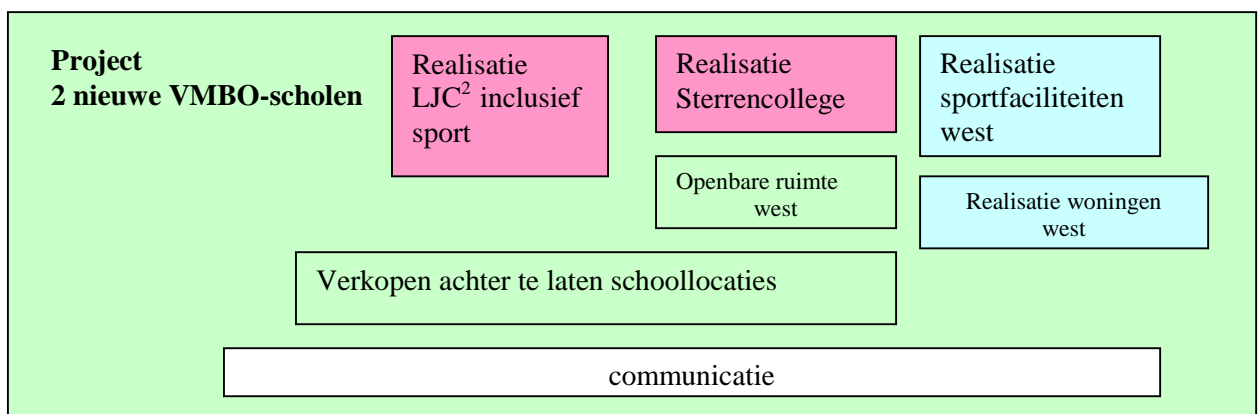 Project
2 nieuwe VMBO-scholen
Realisatie
LJC² inclusief
sport
Realisatie
Sterrencollege
Realisatie
sportfaciliteiten
west
Openbare ruimte
west
Realisatie woningen
west
Verkopen achter te laten schoollocaties
communicatie